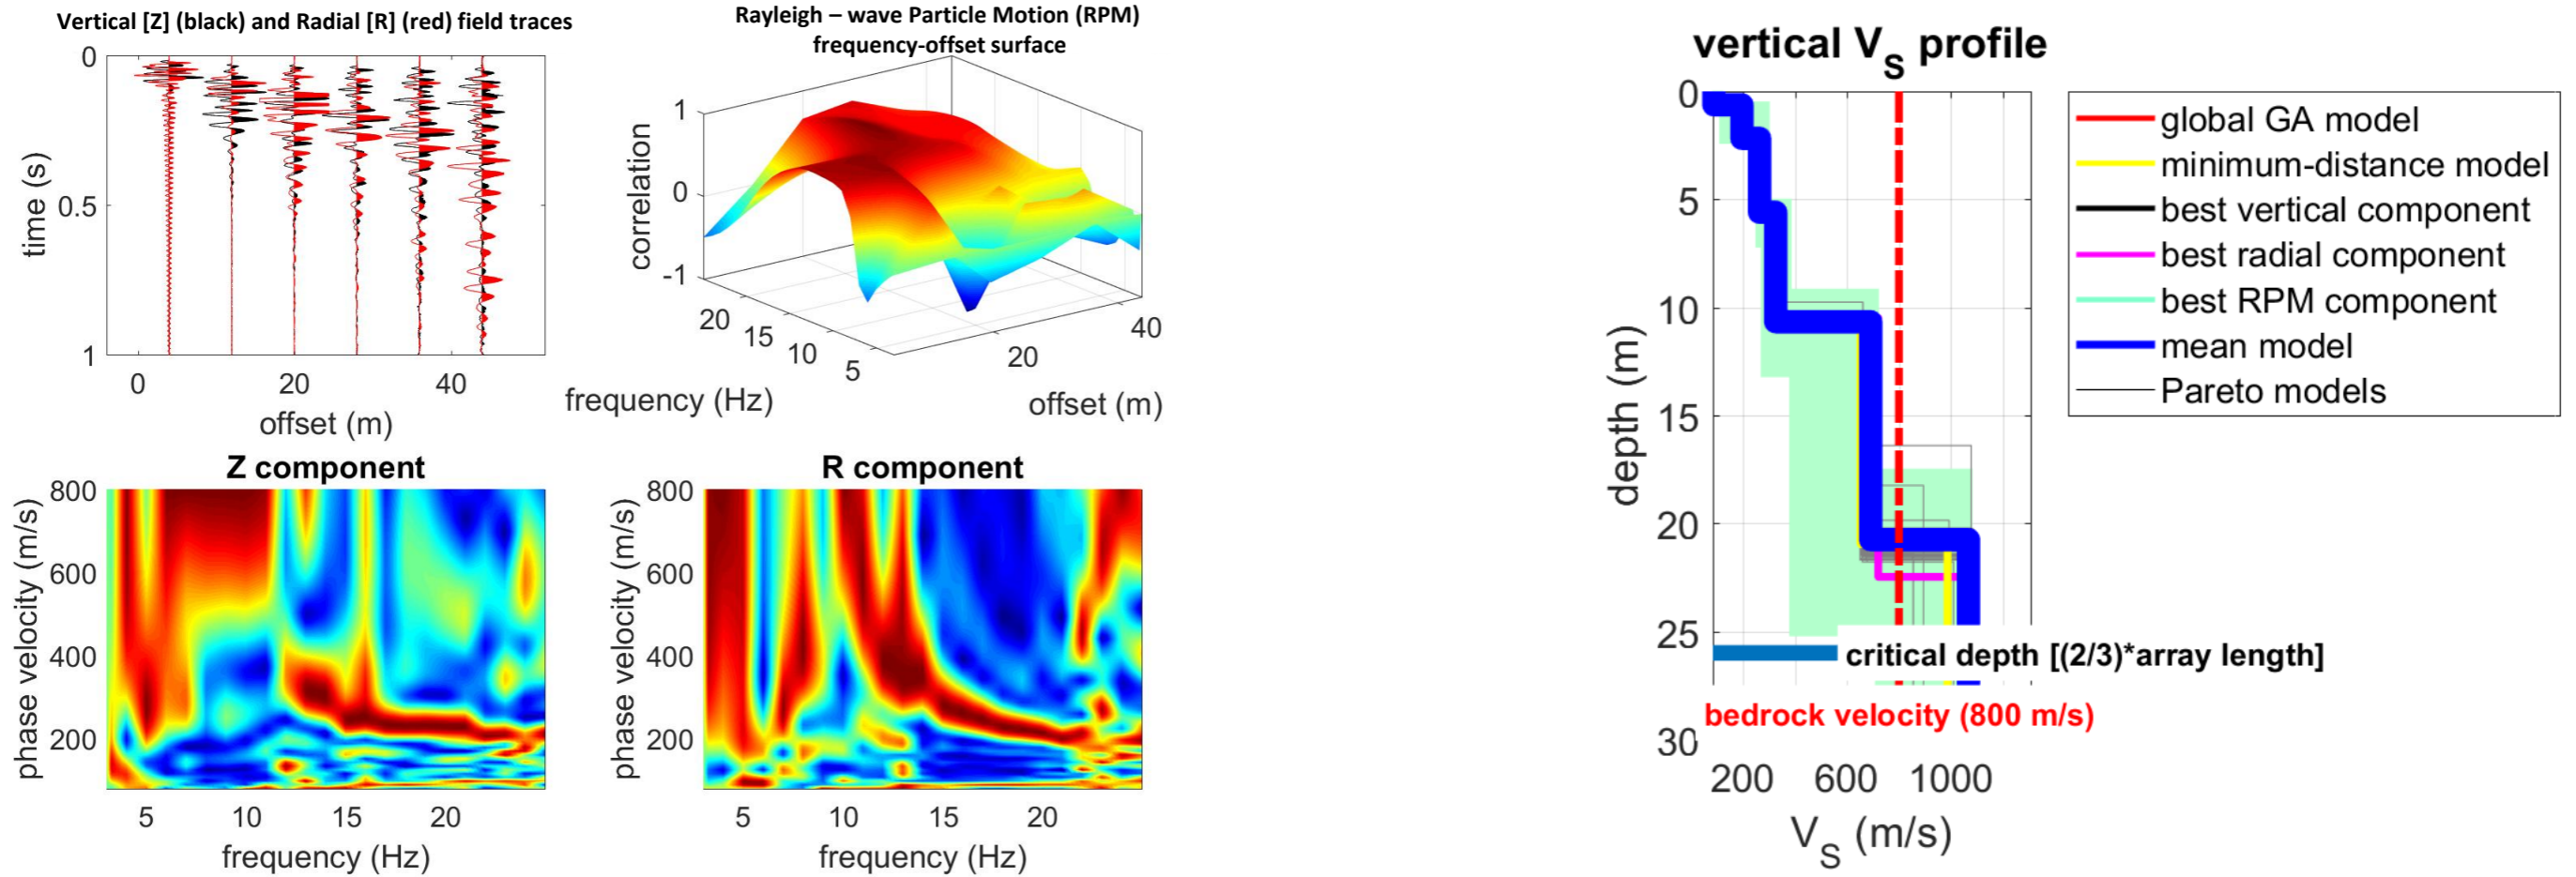 Vertical [Z] (black) and Radial [R] (red) field traces
0
0.5
1
time (s)
0
20
40
offset (m)
Rayleigh – wave Particle Motion (RPM)
frequency-offset surface
1
0
-1
correlation
20
15
10
5
20
40
frequency (Hz)
offset (m)
Z component
800
600
400
200
phase velocity (m/s)
5
10
15
20
frequency (Hz)
R component
800
600
400
200
phase velocity (m/s)
5
10
15
20
frequency (Hz)
vertical VS profile
0
5
10
15
20
25
30
depth (m)
critical depth [(2/3)*array length]
bedrock velocity (800 m/s)
200
600
1000
VS (m/s)
global GA model
minimum-distance model
best vertical component
best radial component
best RPM component
mean model
Pareto models